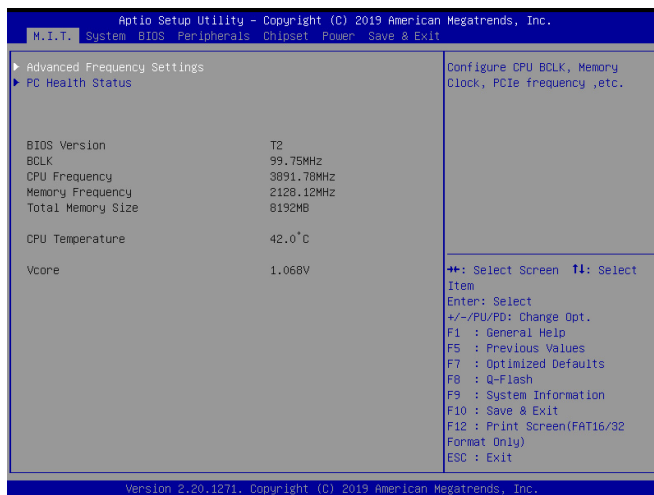 Aptio Setup Utility – Copyright (C) 2019 American Megatrends, Inc.
M.I.T. System BIOS Peripherals Chipset Power Save & Exit
Advanced Frequency Settings
PC Health Status
BIOS Version T2
BCLK 99.75MHz
CPU Frequency 3891.78MHz
Memory Frequency 2128.12MHz
Total Memory Size 8192MB
CPU Temperature 42.0°C
Vcore 1.068V
Configure CPU BCLK, Memory
Clock, PCIe frequency ,etc.
→←: Select Screen ↑↓: Select
Item
Enter: Select
+/-/PU/PD: Change Opt.
F1 : General Help
F5 : Previous Values
F7 : Optimized Defaults
F8 : Q-Flash
F9 : System Information
F10 : Save & Exit
F12 : Print Screen(FAT16/32
Format Only)
ESC : Exit
Version 2.20.1271. Copyright (C) 2019 American Megatrends, Inc.